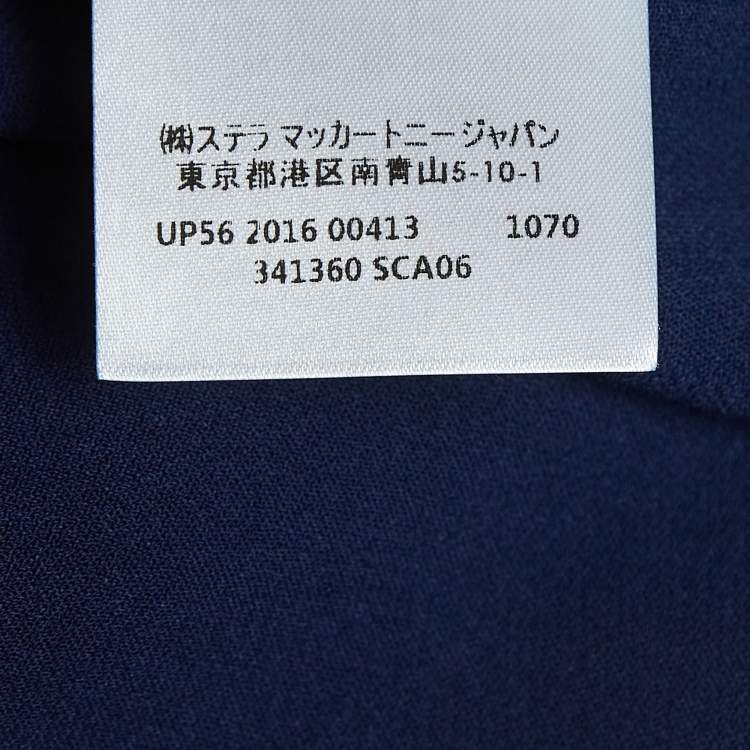 ㈱ステラ マッカートニー ジャパン
東京都港区南青山5-10-1
UP56 2016 00413 1070
341360 SCA06